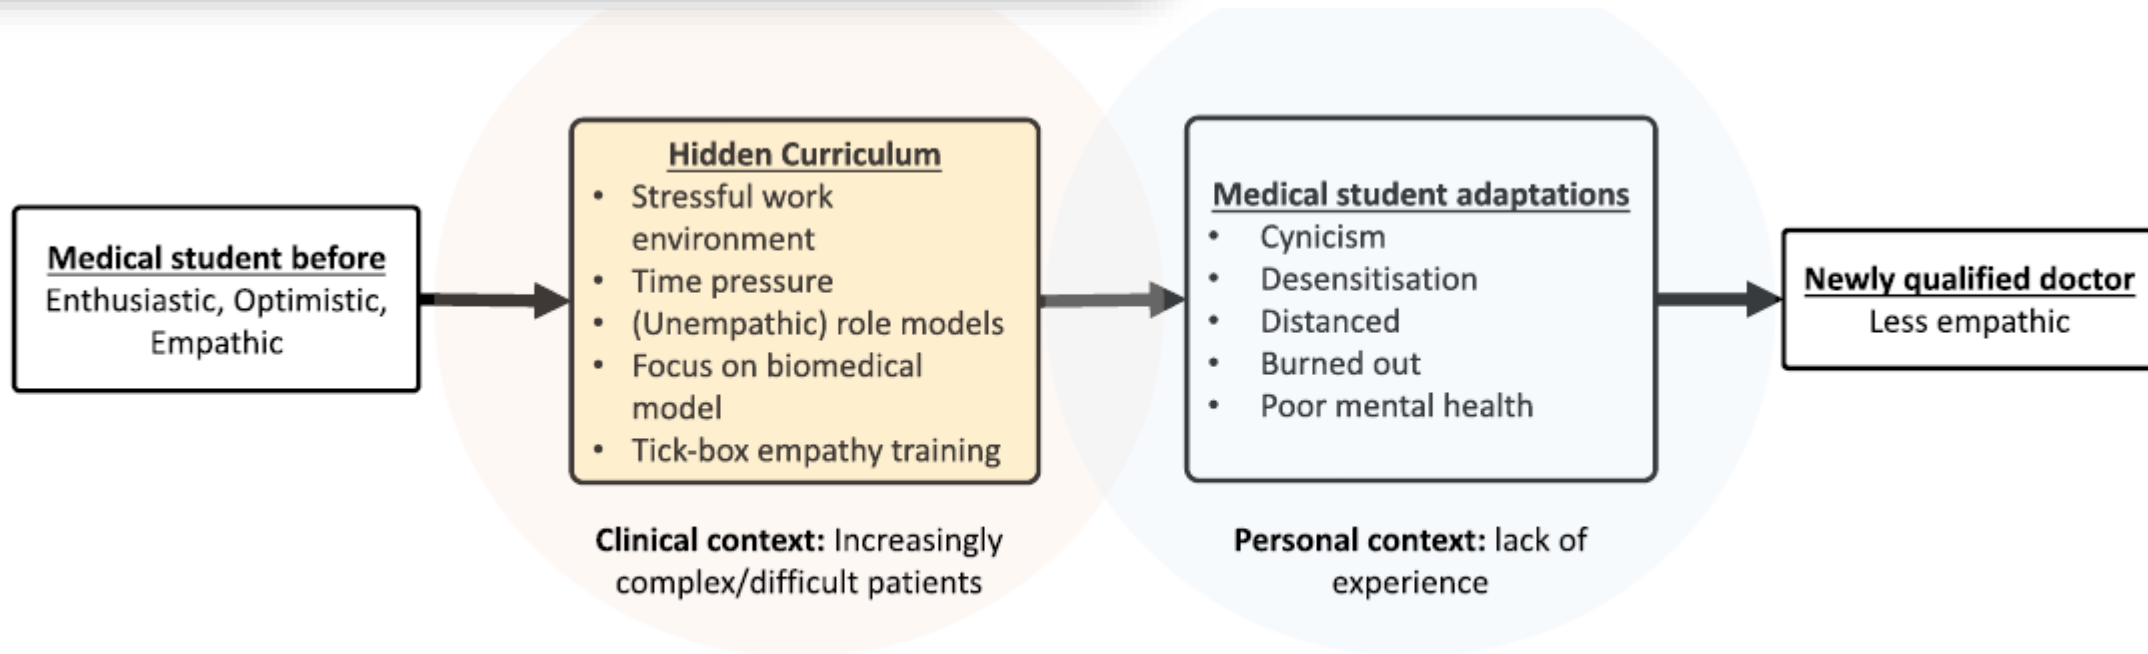 Medical student before
Enthusiastic, Optimistic,
Empathic
Hidden Curriculum
• Stressful work
environment
• Time pressure
• (Unempathic) role models
• Focus on biomedical
model
• Tick-box empathy training
Clinical context: Increasingly
complex/difficult patients
Medical student adaptations
• Cynicism
• Desensitisation
• Distanced
• Burned out
• Poor mental health
Personal context: lack of
experience
Newly qualified doctor
Less empathic